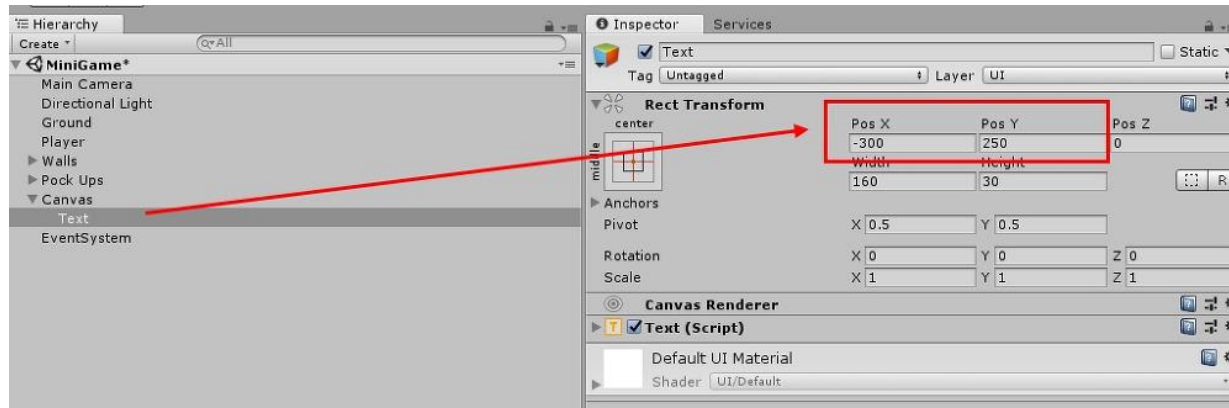 Hierarchy
Create
All
MiniGame*
Main Camera
Directional Light
Ground
Player
Walls
Pock Ups
Canvas
Text
EventSystem
Inspector Services
Text Static
Tag Untagged Layer UI
Rect Transform
center
middle
Pos X Pos Y Pos Z
-300 250 0
Width Height
160 30 R
Anchors
Pivot X 0.5 Y 0.5
Rotation X 0 Y 0 Z 0
Scale X 1 Y 1 Z 1
Canvas Renderer
Text (Script)
Default UI Material
Shader UI/Default